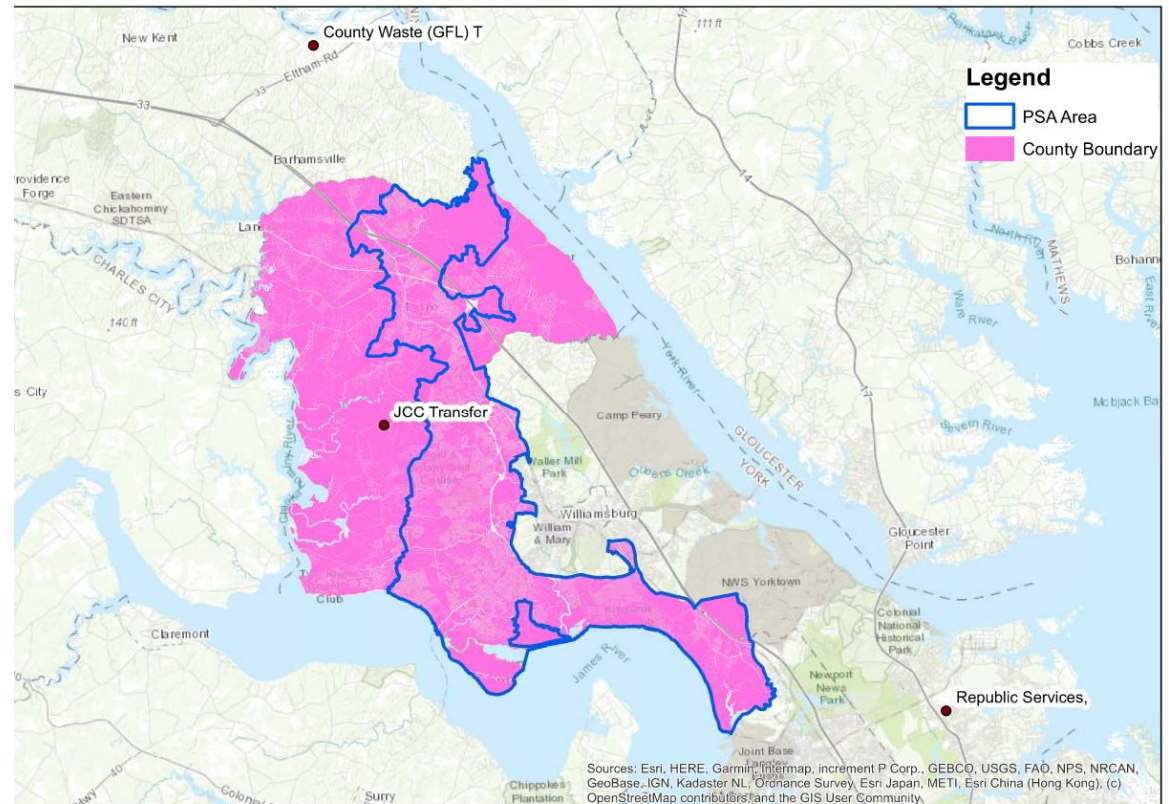 New Kent
County Waste (GFL) T
Eltham-Rd
33
33
17
111 ft
Cobbs Creek
Legend
PSA Area
County Boundary
Barhamsville
Forge
Eastern
Chickahominy
SDTSA
14
CHARLES CITY
140 ft
North River
MATHEWS
East River
Ware River
York River
17
Mobjack Ba
Severn River
JCC Transfer
Camp Peary
GLOUCESTER
YORK
Waller Mill
Park
Queens Creek
Williamsburg
William
& Mary
Gloucester
Point
NWS Yorktown
Club
Claremont
James River
Colonial
National
Historical
Park
Newport
News
Park
Republic Services,
Joint Base
Langley
Chippokes
Plantation
Surry
40
Sources: Esri, HERE, Garmin, Intermap, increment P Corp., GEBCO, USGS, FAO, NPS, NRCAN,
GeoBase, IGN, Kadaster NL, Ordnance Survey, Esri Japan, METI, Esri China (Hong Kong), (c)
OpenStreetMap contributors, and the GIS User Community